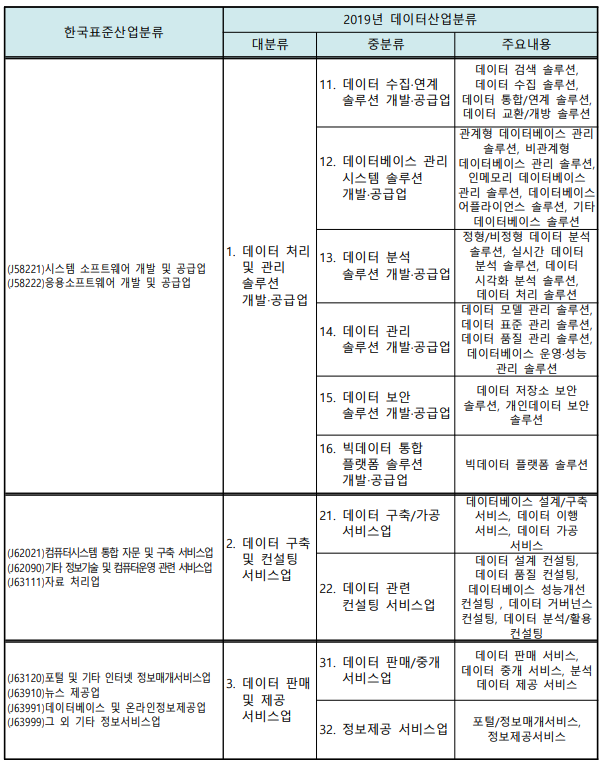 한국표준산업분류
2019년 데이터산업분류
대분류
중분류
주요내용
(J58221)시스템 소프트웨어 개발 및 공급업
(J58222)응용소프트웨어 개발 및 공급업
1. 데이터 처리
및 관리
솔루션
개발·공급업
11. 데이터 수집·연계
솔루션 개발·공급업
데이터 검색 솔루션,
데이터 수집 솔루션,
데이터 통합/연계 솔루션,
데이터 교환/개방 솔루션
12. 데이터베이스 관리
시스템 솔루션
개발·공급업
관계형 데이터베이스 관리
솔루션, 비관계형
데이터베이스 관리 솔루션,
인메모리 데이터베이스
관리 솔루션, 데이터베이스
어플라이언스 솔루션, 기타
데이터베이스 솔루션
13. 데이터 분석
솔루션 개발·공급업
정형/비정형 데이터 분석
솔루션, 실시간 데이터
분석 솔루션, 데이터
시각화 분석 솔루션,
데이터 처리 솔루션
14. 데이터 관리
솔루션 개발·공급업
데이터 모델 관리 솔루션,
데이터 표준 관리 솔루션,
데이터 품질 관리 솔루션,
데이터베이스 운영·성능
관리 솔루션
15. 데이터 보안
솔루션 개발·공급업
데이터 저장소 보안
솔루션, 개인데이터 보안
솔루션
16. 빅데이터 통합
플랫폼 솔루션
개발·공급업
빅데이터 플랫폼 솔루션
(J62021)컴퓨터시스템 통합 자문 및 구축 서비스업
(J62090)기타 정보기술 및 컴퓨터운영 관련 서비스업
(J63111)자료 처리업
2. 데이터 구축
및 컨설팅
서비스업
21. 데이터 구축/가공
서비스업
데이터베이스 설계/구축
서비스, 데이터 이행
서비스, 데이터 가공
서비스
22. 데이터 관련
컨설팅 서비스업
데이터 설계 컨설팅,
데이터 품질 컨설팅,
데이터베이스 성능개선
컨설팅 , 데이터 거버넌스
컨설팅, 데이터 분석/활용
컨설팅
(J63120)포털 및 기타 인터넷 정보매개서비스업
(J63910)뉴스 제공업
(J63991)데이터베이스 및 온라인정보제공업
(J63999)그 외 기타 정보서비스업
3. 데이터 판매
및 제공
서비스업
31. 데이터 판매/중개
서비스업
데이터 판매 서비스,
데이터 중개 서비스, 분석
데이터 제공 서비스
32. 정보제공 서비스업
포털/정보매개서비스,
정보제공서비스